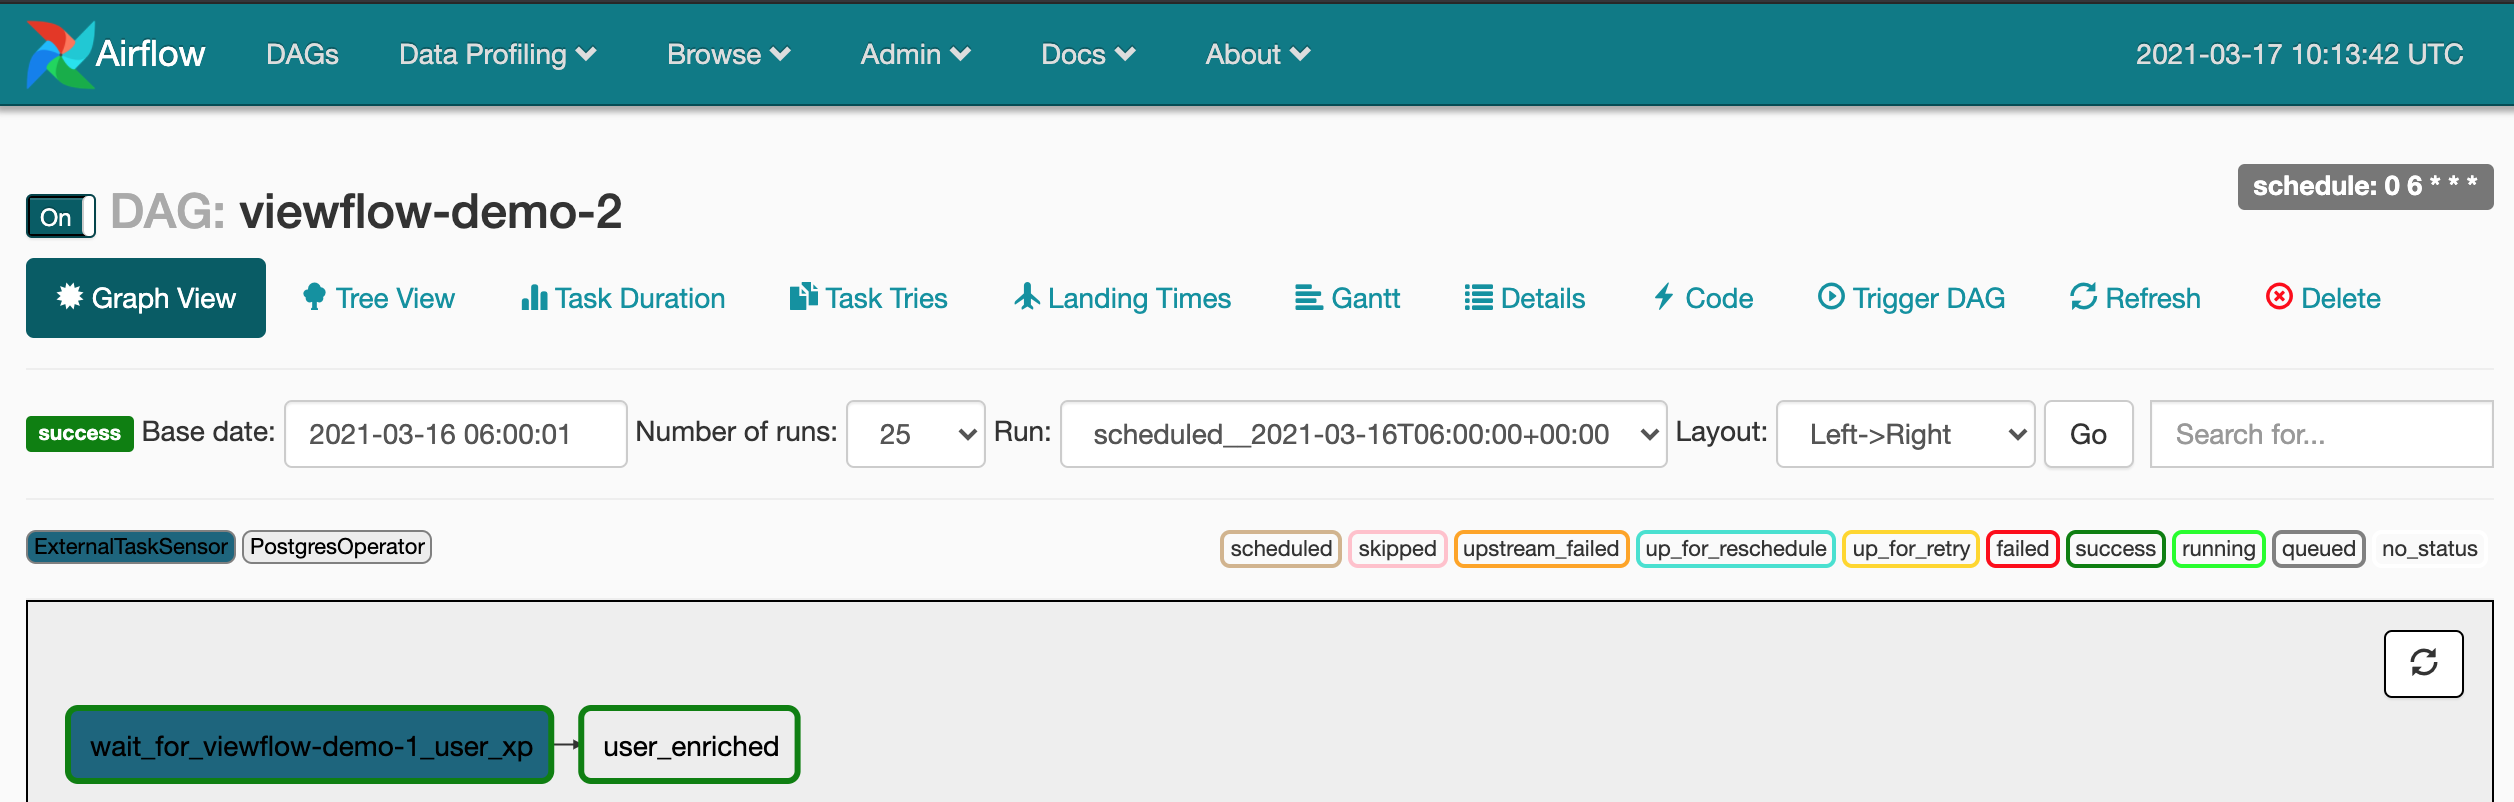 Airflow DAGs Data Profiling Browse Admin Docs About 2021-03-17 10:13:42 UTC
schedule: 0 6 * * *
On DAG: viewflow-demo-2
Graph View Tree View Task Duration Task Tries Landing Times Gantt Details Code Trigger DAG Refresh Delete
success Base date: 2021-03-16 06:00:01 Number of runs: 25 Run: scheduled__2021-03-16T06:00:00+00:00 Layout: Left->Right Go Search for...
ExternalTaskSensor PostgresOperator scheduled skipped upstream_failed up_for_reschedule up_for_retry failed success running queued no_status
wait_for_viewflow-demo-1_user_xp user_enriched